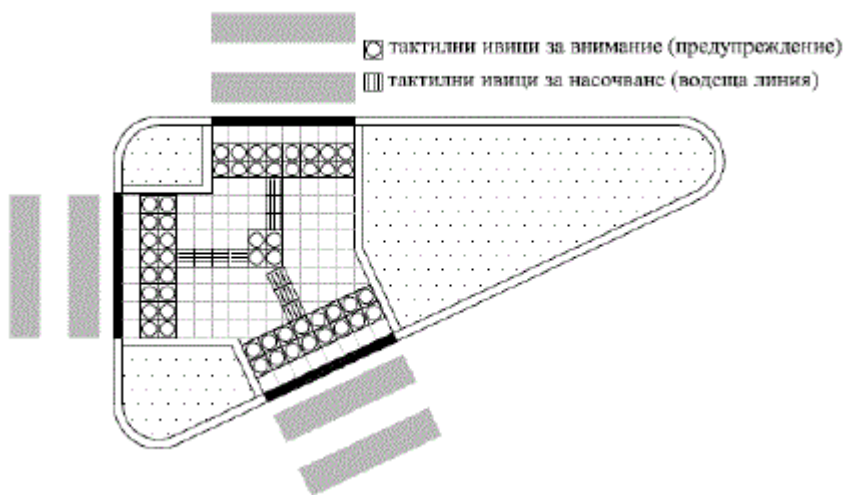 тактилни ивици за внимание (предупреждение)
тактилни ивици за насочване (водеща линия)